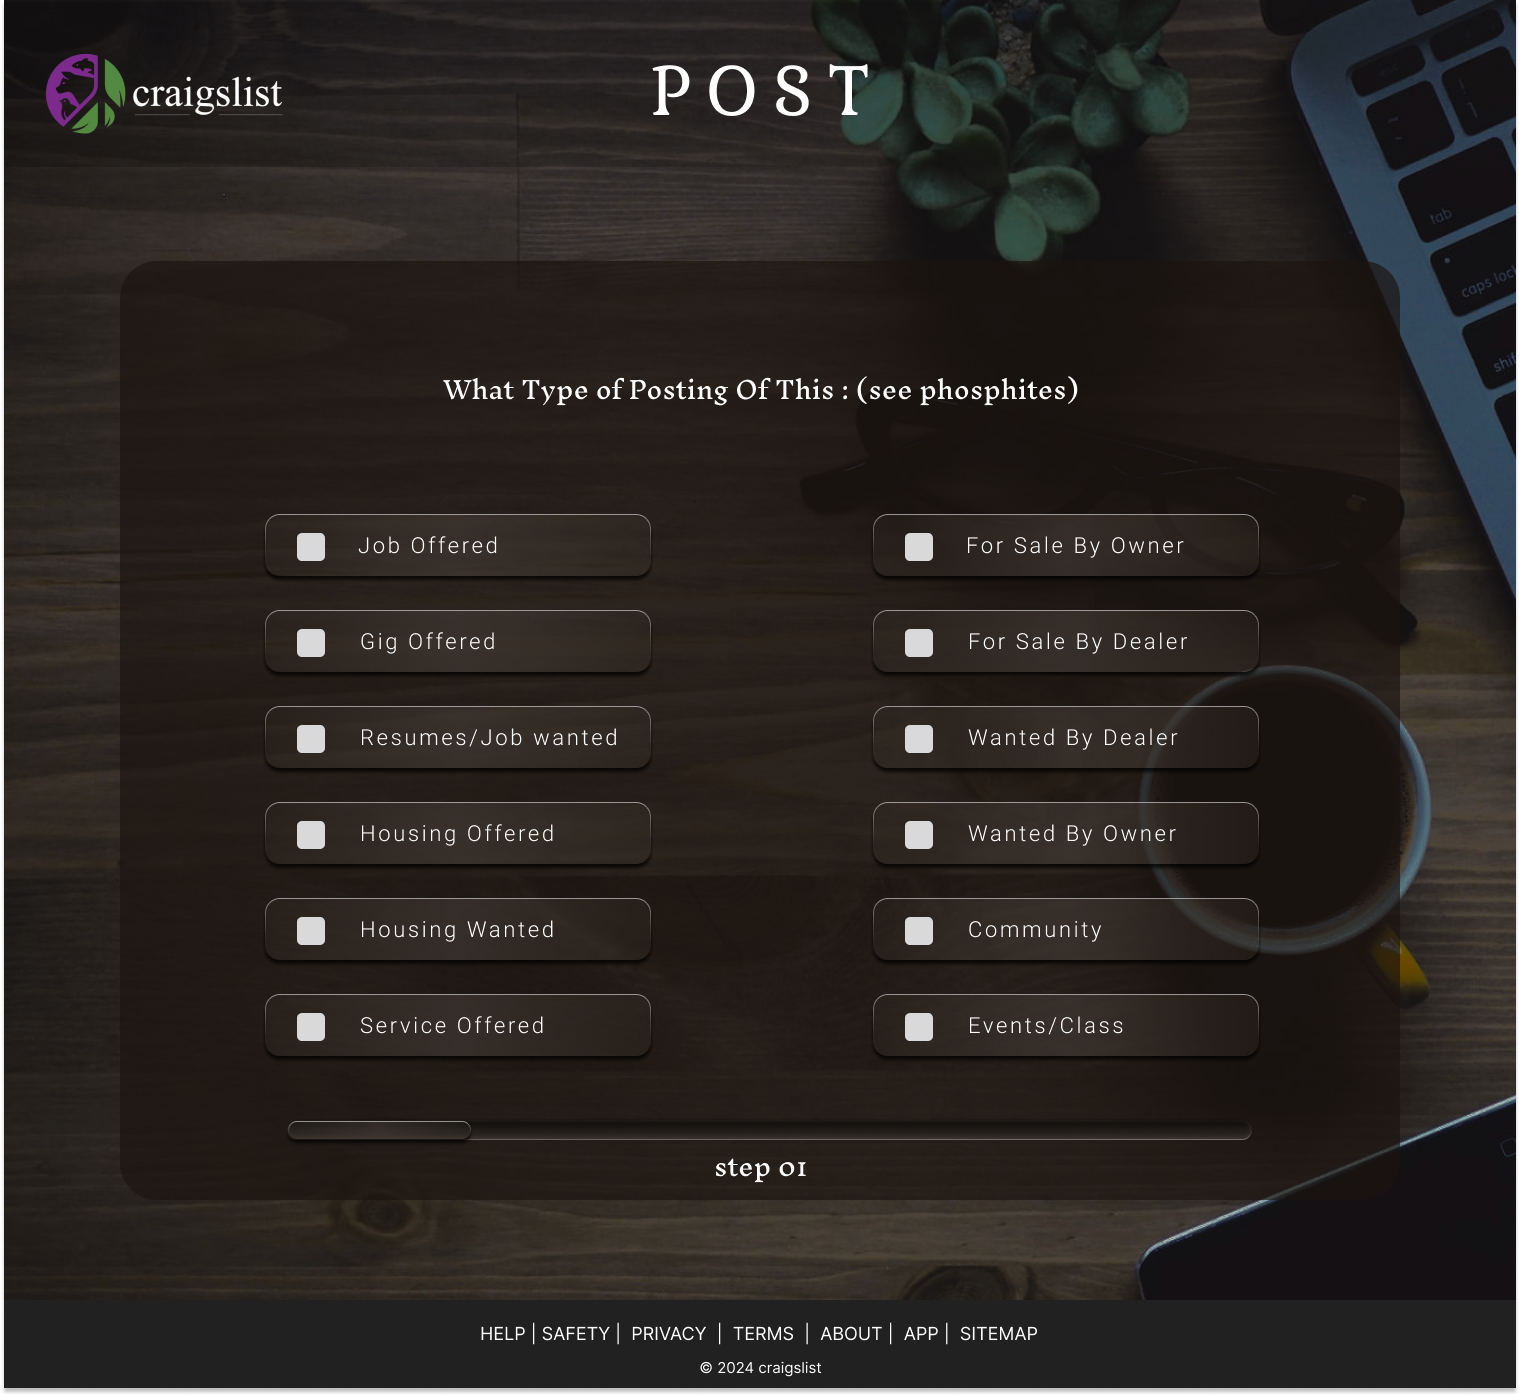 craigslist
POST
tab
caps loc
shif
What Type of Posting Of This : (see phosphites)
Job Offered
For Sale By Owner
Gig Offered
For Sale By Dealer
Resumes/Job wanted
Wanted By Dealer
Housing Offered
Wanted By Owner
Housing Wanted
Community
Service Offered
Events/Class
step 01
HELP | SAFETY | PRIVACY | TERMS | ABOUT | APP | SITEMAP
© 2024 craigslist